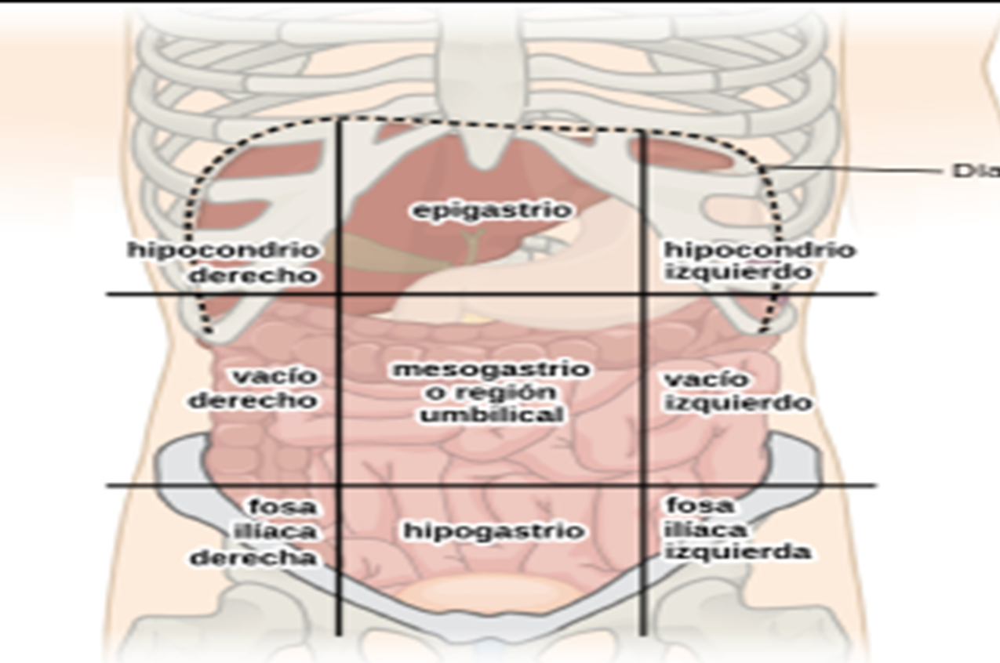 epigastrio
hipocondrio
derecho
hipocondrio
izquierdo
vacío
derecho
mesogastrio
o región
umbilical
vacío
izquierdo
fosa
ilíaca
derecha
hipogastrio
fosa
ilíaca
izquierda